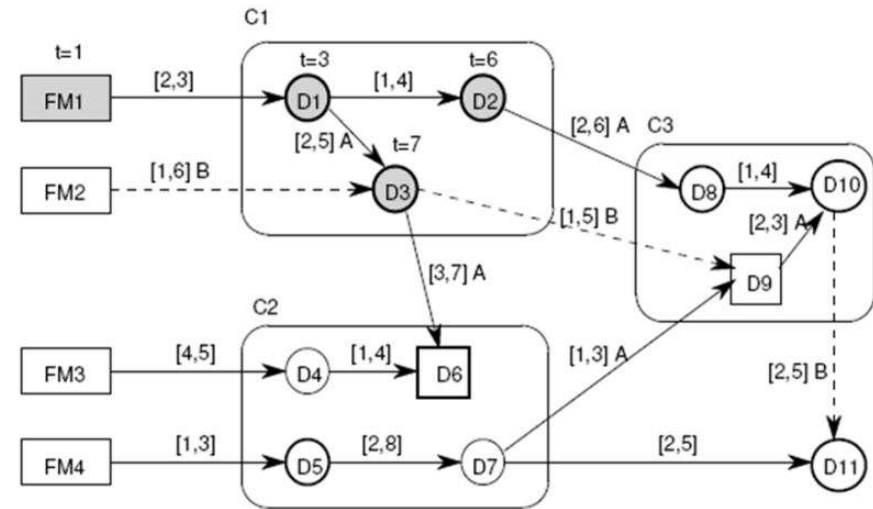 C1
t=1
t=3
t=6
FM1
[2,3]
D1
[1,4]
D2
[2,5] A
t=7
[2,6] A
C3
FM2
[1,6] B
D3
D8
[1,4]
D10
[1,5] B
[2,3] A
D9
[3,7] A
C2
FM3
[4,5]
D4
[1,4]
D6
[1,3] A
[2,5] B
FM4
[1,3]
D5
[2,8]
D7
[2,5]
D11